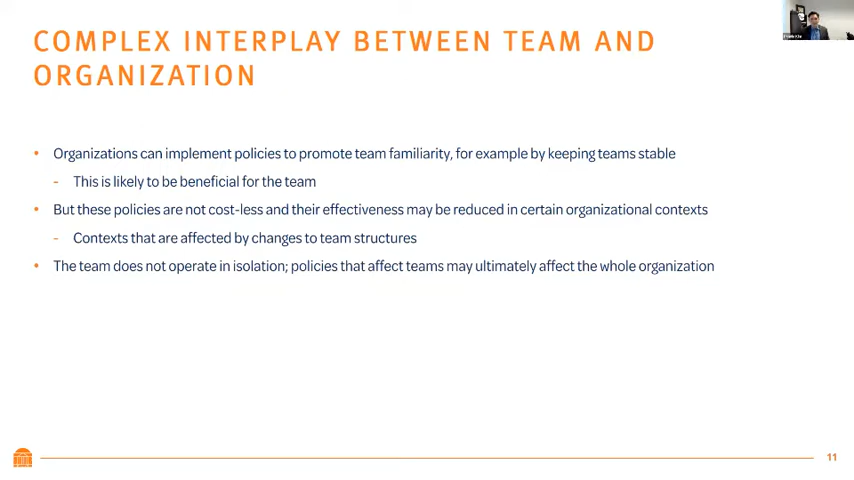 COMPLEX INTERPLAY BETWEEN TEAM AND
ORGANIZATION
• Organizations can implement policies to promote team familiarity, for example by keeping teams stable
- This is likely to be beneficial for the team
• But these policies are not cost-less and their effectiveness may be reduced in certain organizational contexts
- Contexts that are affected by changes to team structures
• The team does not operate in isolation; policies that affect teams may ultimately affect the whole organization
11